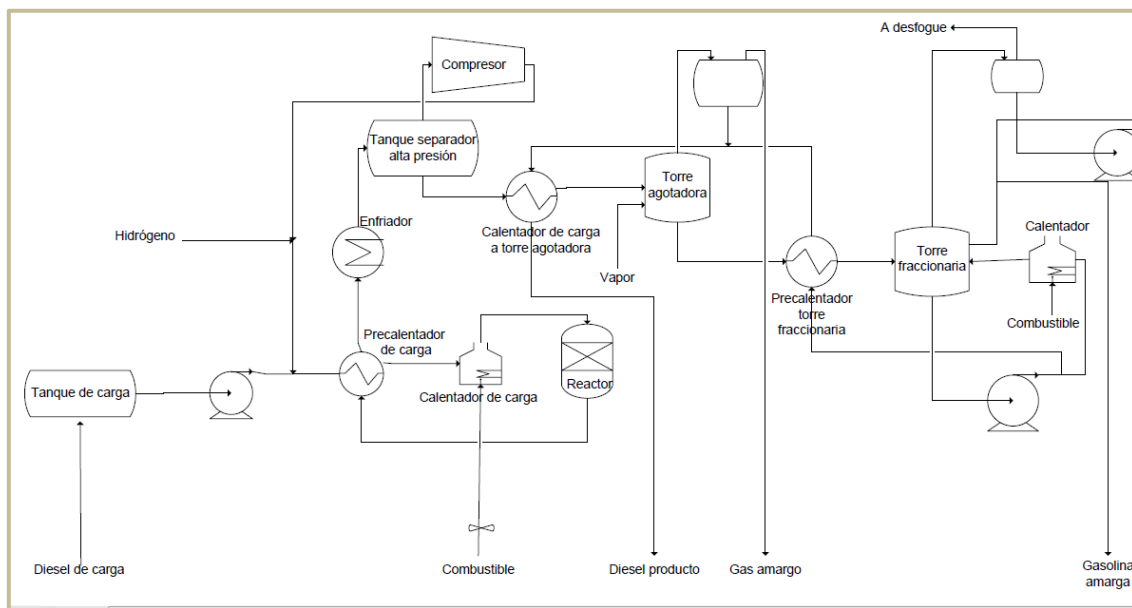 A desfogue
Compresor
Tanque separador
alta presión
Torre
agotadora
Enfriador
Calentador de carga
a torre agotadora
Hidrógeno
Vapor
Calentador
Torre
fraccionaria
Precalentador
torre
fraccionaria
Combustible
Precalentador
de carga
Tanque de carga
Calentador de carga
Reactor
Diesel de carga
Combustible
Diesel producto
Gas amargo
Gasolina
amarga